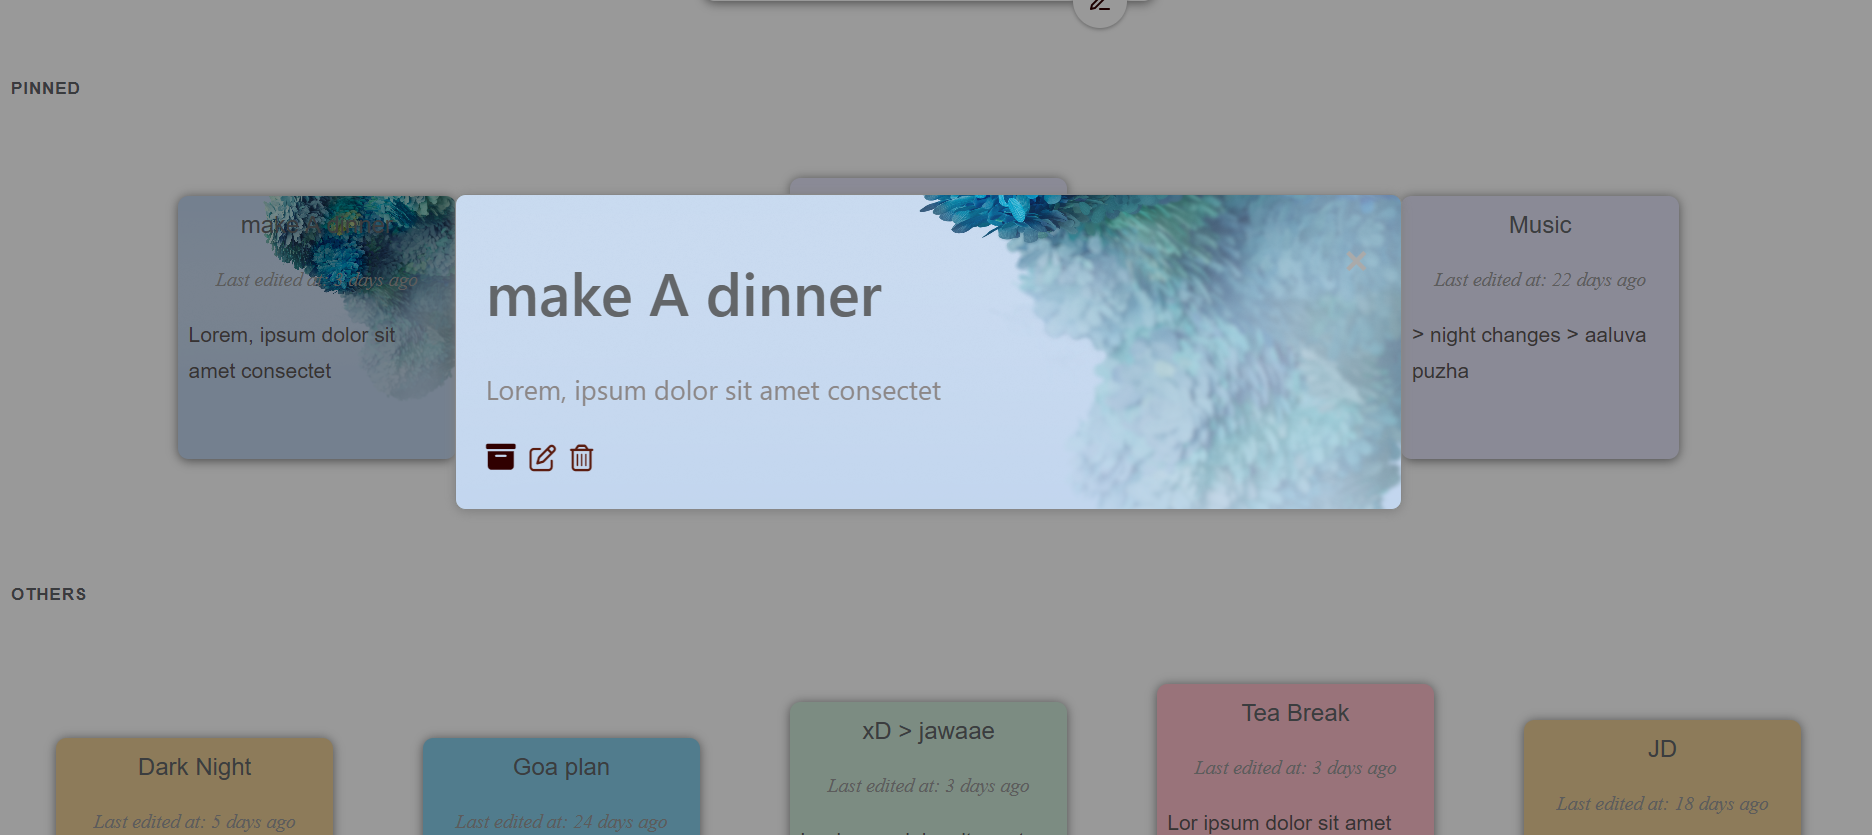 PINNED
make A
Last edited at: days ago
Lorem, ipsum dolor sit
amet consectet
make A dinner
Lorem, ipsum dolor sit amet consectet
Music
Last edited at: 22 days ago
> night changes > aaluva
puzha
OTHERS
Dark Night
Last edited at: 5 days ago
Goa plan
Last edited at: 24 days ago
xD > jawaae
Last edited at: 3 days ago
Tea Break
Last edited at: 3 days ago
Lor ipsum dolor sit amet
JD
Last edited at: 18 days ago